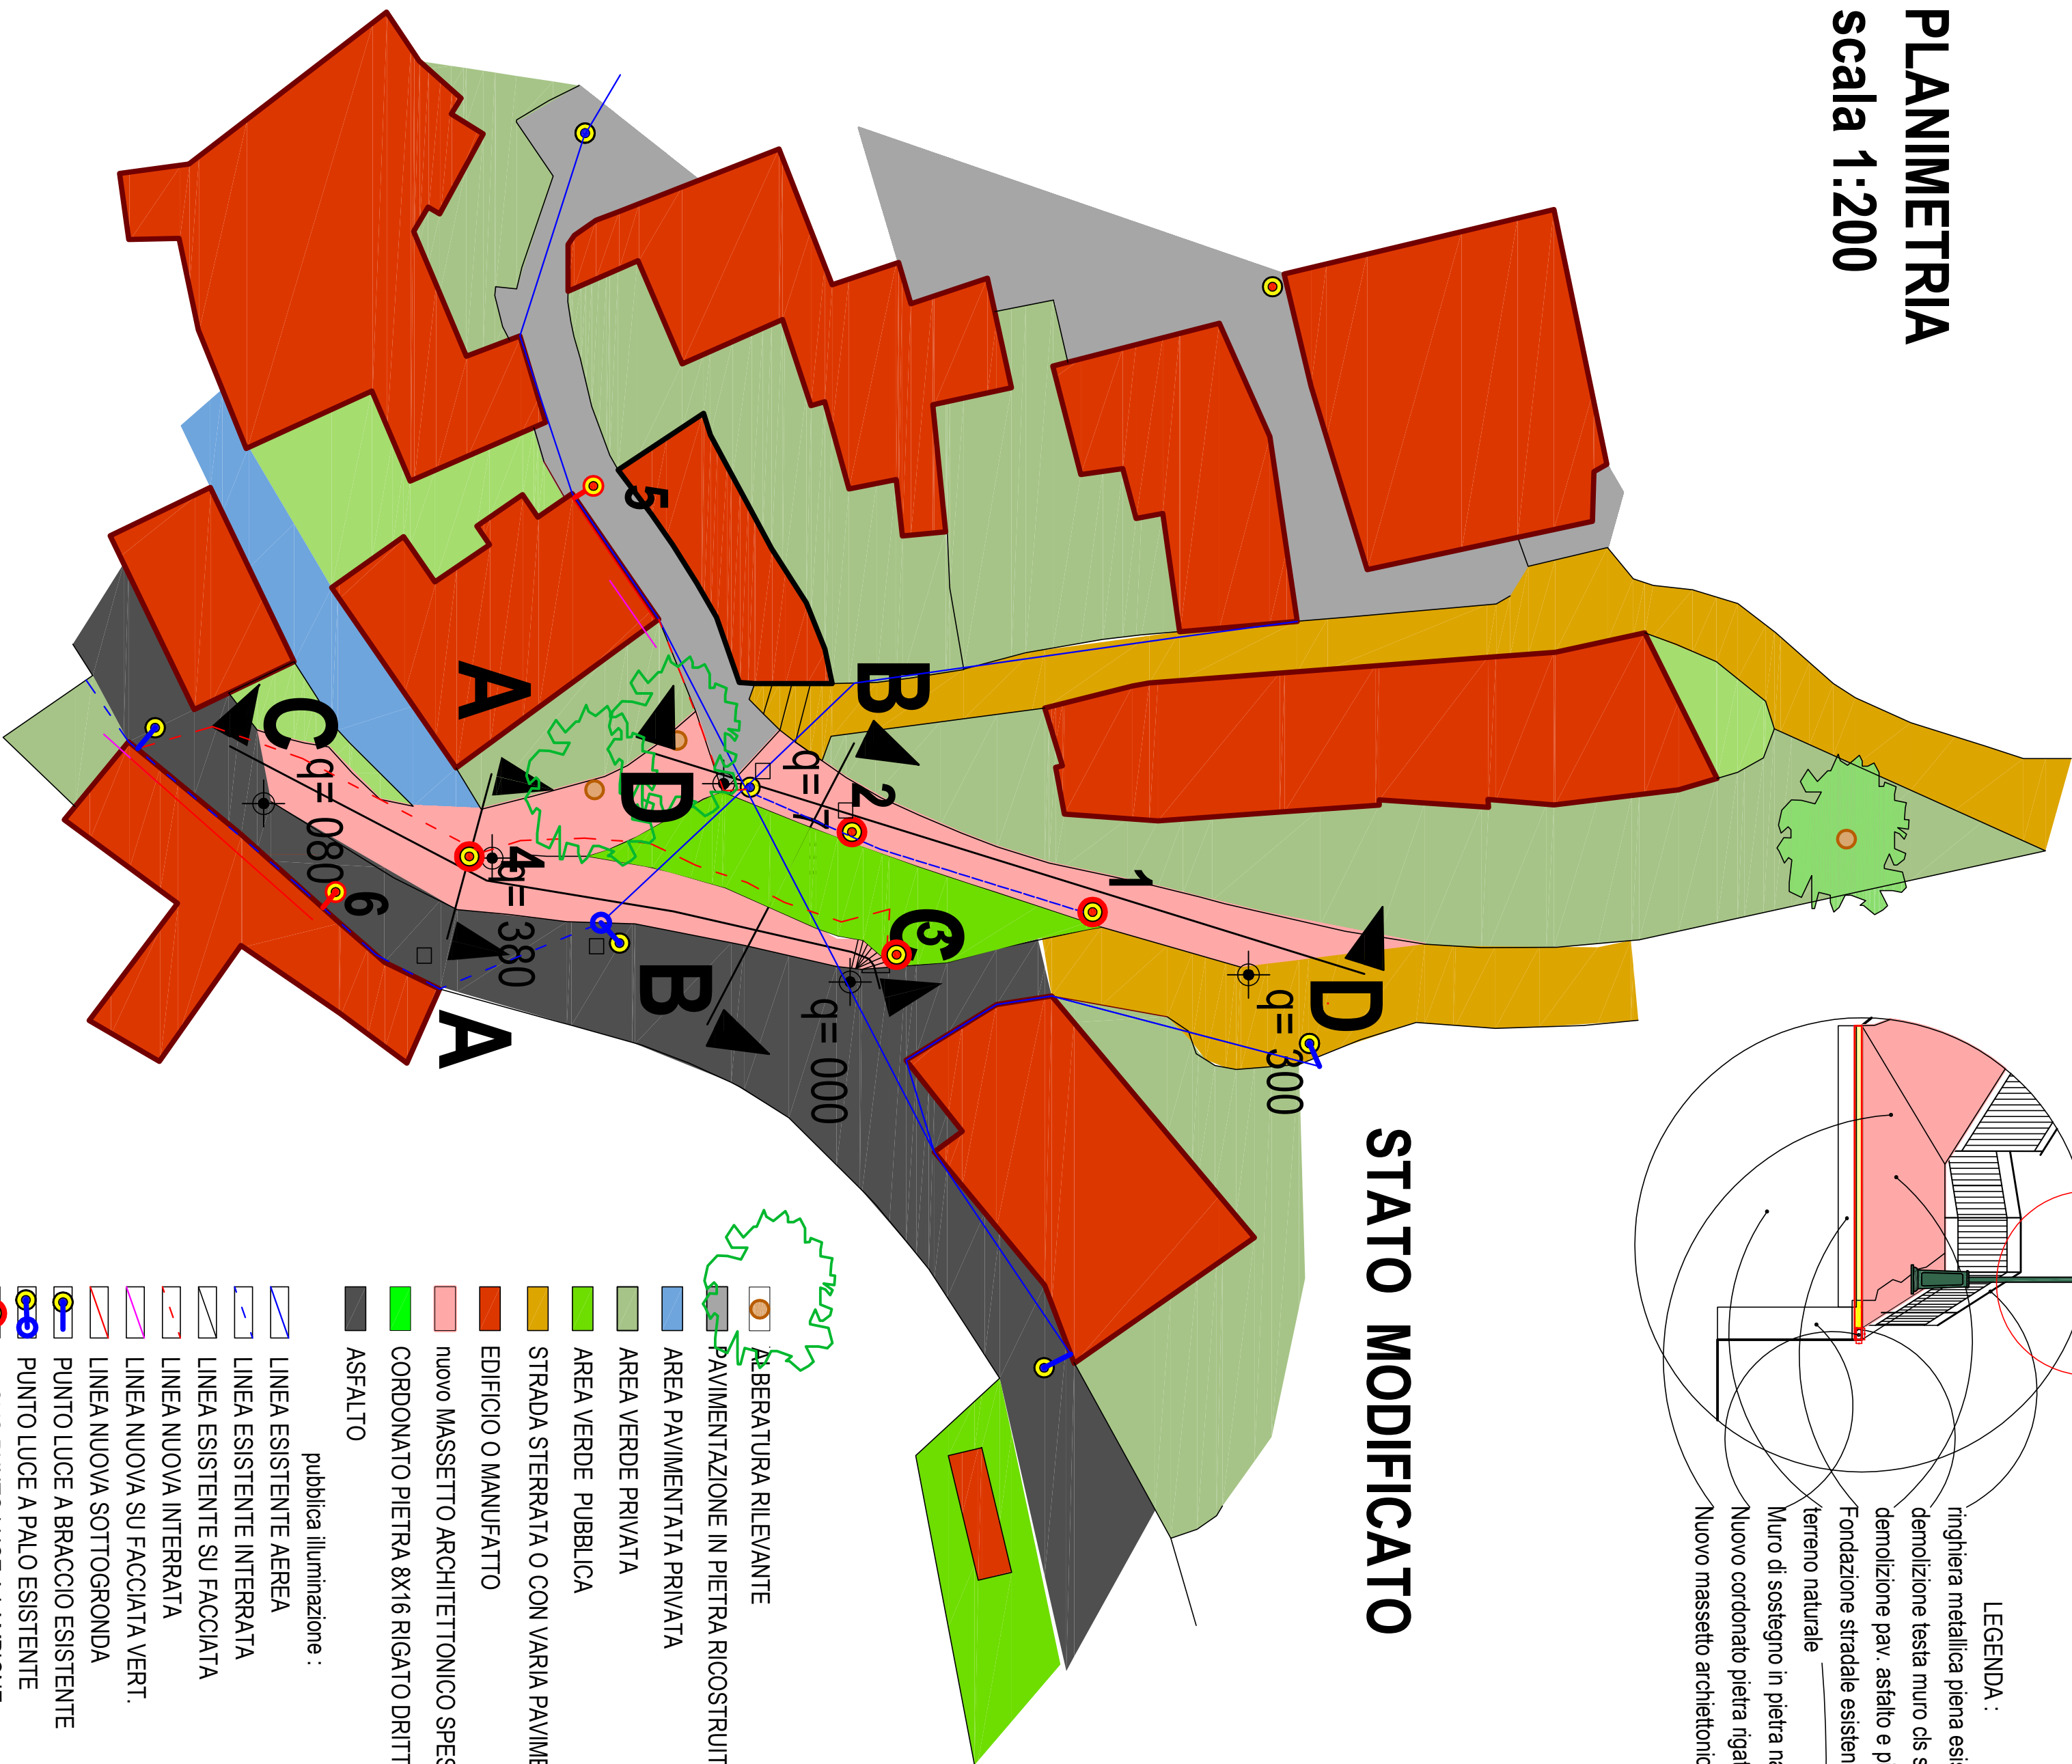 PLANIMETRIA
scala 1:200
STATO MODIFICATO
5
A
B
C
D
2
q= 7
q= 080
4
q= 380
6
1
3
C
B
A
D
q= 000
q= 300
ALBERATURA RILEVANTE
PAVIMENTAZIONE IN PIETRA RICOSTRUIT
AREA PAVIMENTATA PRIVATA
AREA VERDE PRIVATA
AREA VERDE PUBBLICA
STRADA STERRATA O CON VARIA PAVIME
EDIFICIO O MANUFATTO
nuovo MASSETTO ARCHITETTONICO SPES
CORDONATO PIETRA 8X16 RIGATO DRITT
ASFALTO
pubblica illuminazione :
LINEA ESISTENTE AEREA
LINEA ESISTENTE INTERRATA
LINEA ESISTENTE SU FACCIATA
LINEA NUOVA INTERRATA
LINEA NUOVA SU FACCIATA VERT.
LINEA NUOVA SOTTOGRONDA
PUNTO LUCE A BRACCIO ESISTENTE
PUNTO LUCE A PALO ESISTENTE
LEGENDA :
ringhiera metallica piena esis
demolizione testa muro cls s
demolizione pav. asfalto e p
Fondazione stradale esisten
terreno naturale
Muro di sostegno in pietra na
Nuovo cordonato pietra rigat
Nuovo massetto archiettonic